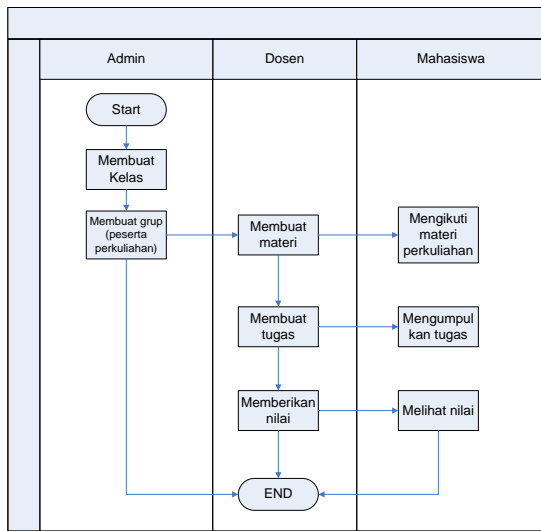 Admin
Dosen
Mahasiswa
Start
Membuat
Kelas
Membuat grup
(peserta
perkuliahan)
Membuat
materi
Mengikuti
materi
perkuliahan
Membuat
tugas
Mengumpul
kan tugas
Memberikan
nilai
Melihat nilai
END